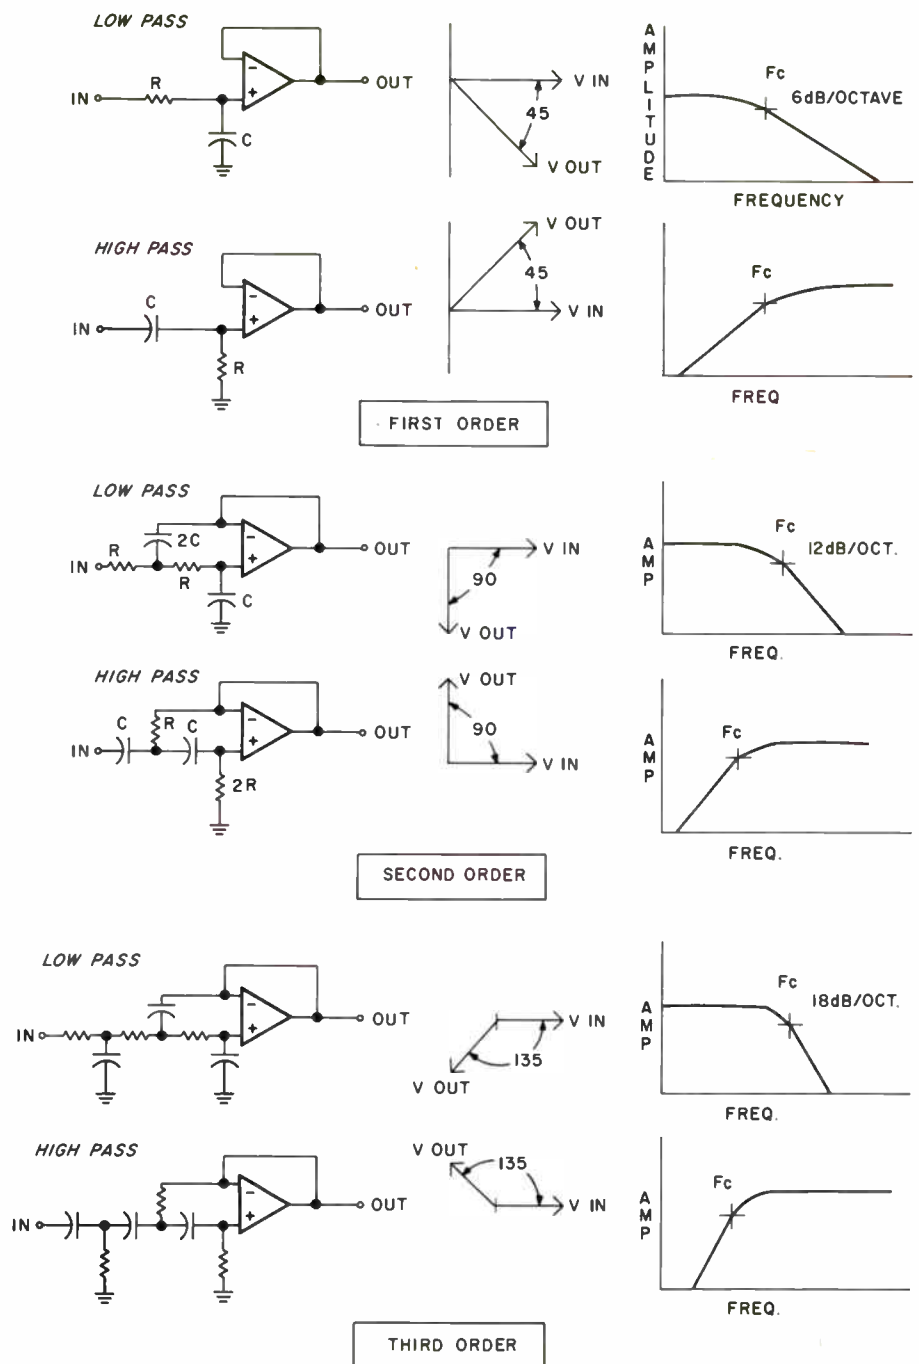 LOW PASS
R
IN
-
+
OUT
C
V IN
45
V OUT
AMPLITUDE
Fc
6dB/OCTAVE
FREQUENCY
HIGH PASS
C
IN
-
+
OUT
R
V OUT
45
V IN
Fc
FREQ
FIRST ORDER
LOW PASS
R
2C
IN
R
-
+
OUT
C
V IN
90
V OUT
AMP
Fc
12dB/OCT.
FREQ.
HIGH PASS
C
R
C
IN
-
+
OUT
2R
V OUT
90
V IN
AMP
Fc
FREQ.
SECOND ORDER
LOW PASS
IN
-
+
OUT
V IN
135
V OUT
AMP
Fc
18dB/OCT.
FREQ.
HIGH PASS
IN
-
+
OUT
V OUT
135
V IN
AMP
Fc
FREQ.
THIRD ORDER